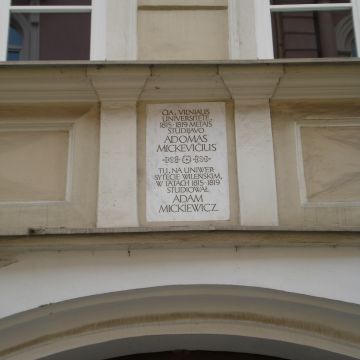 ČIA, VILNIAUS
UNIVERSITETE,
1815-1819 METAIS
STUDIJAVO
ADOMAS
MICKEVIČIUS
TU, NA UNIWER-
SYTECIE WILEŃSKIM,
W LATACH 1815-1819
STUDIOWAŁ
ADAM
MICKIEWICZ